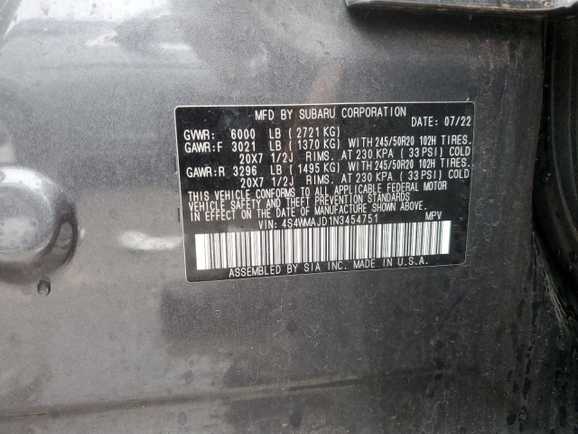 MFD BY SUBARU CORPORATION
DATE: 07/22
GVWR: 6000 LB (2721 KG)
GAWR:F 3021 LB (1370 KG) WITH 245/50R20 102H TIRES.
20X7 1/2J RIMS. AT 230 KPA (33 PSI) COLD
GAWR:R 3296 LB (1495 KG) WITH 245/50R20 102H TIRES.
20X7 1/2J RIMS. AT 230 KPA (33 PSI) COLD
THIS VEHICLE CONFORMS TO ALL APPLICABLE FEDERAL MOTOR
VEHICLE SAFETY AND THEFT PREVENTION STANDARDS IN
EFFECT ON THE DATE OF MANUFACTURE SHOWN ABOVE.
VIN: 4S4WMAJD1N3454751 MPV
ASSEMBLED BY SIA INC. MADE IN U.S.A.